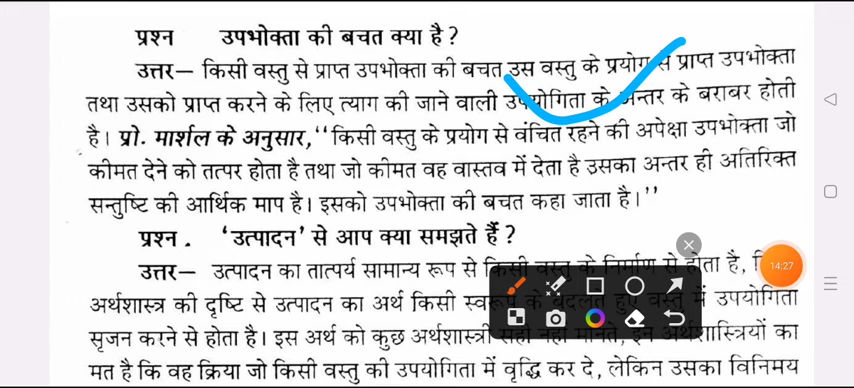 प्रश्न उपभोक्ता की बचत क्या है ?
उत्तर— किसी वस्तु से प्राप्त उपभोक्ता की बचत उस वस्तु के प्रयोग से प्राप्त उपभोक्ता
तथा उसको प्राप्त करने के लिए त्याग की जाने वाली उपयोगिता के अन्तर के बराबर होती
है। प्रो. मार्शल के अनुसार, ''किसी वस्तु के प्रयोग से वंचित रहने की अपेक्षा उपभोक्ता जो
कीमत देने को तत्पर होता है तथा जो कीमत वह वास्तव में देता है उसका अन्तर ही अतिरिक्त
सन्तुष्टि की आर्थिक माप है। इसको उपभोक्ता की बचत कहा जाता है।''
प्रश्न . 'उत्पादन' से आप क्या समझते हैं ?
उत्तर— उत्पादन का तात्पर्य सामान्य रूप से किसी वस्तु के निर्माण से होता है,
14:27
अर्थशास्त्र की दृष्टि से उत्पादन का अर्थ किसी स्वरूप के बदलते हुए वस्तु में उपयोगिता
सृजन करने से होता है। इस अर्थ को कुछ अर्थशास्त्री सही नहीं मानते, इन अर्थशास्त्रियों का
मत है कि वह क्रिया जो किसी वस्तु की उपयोगिता में वृद्धि कर दे, लेकिन उसका विनिमय